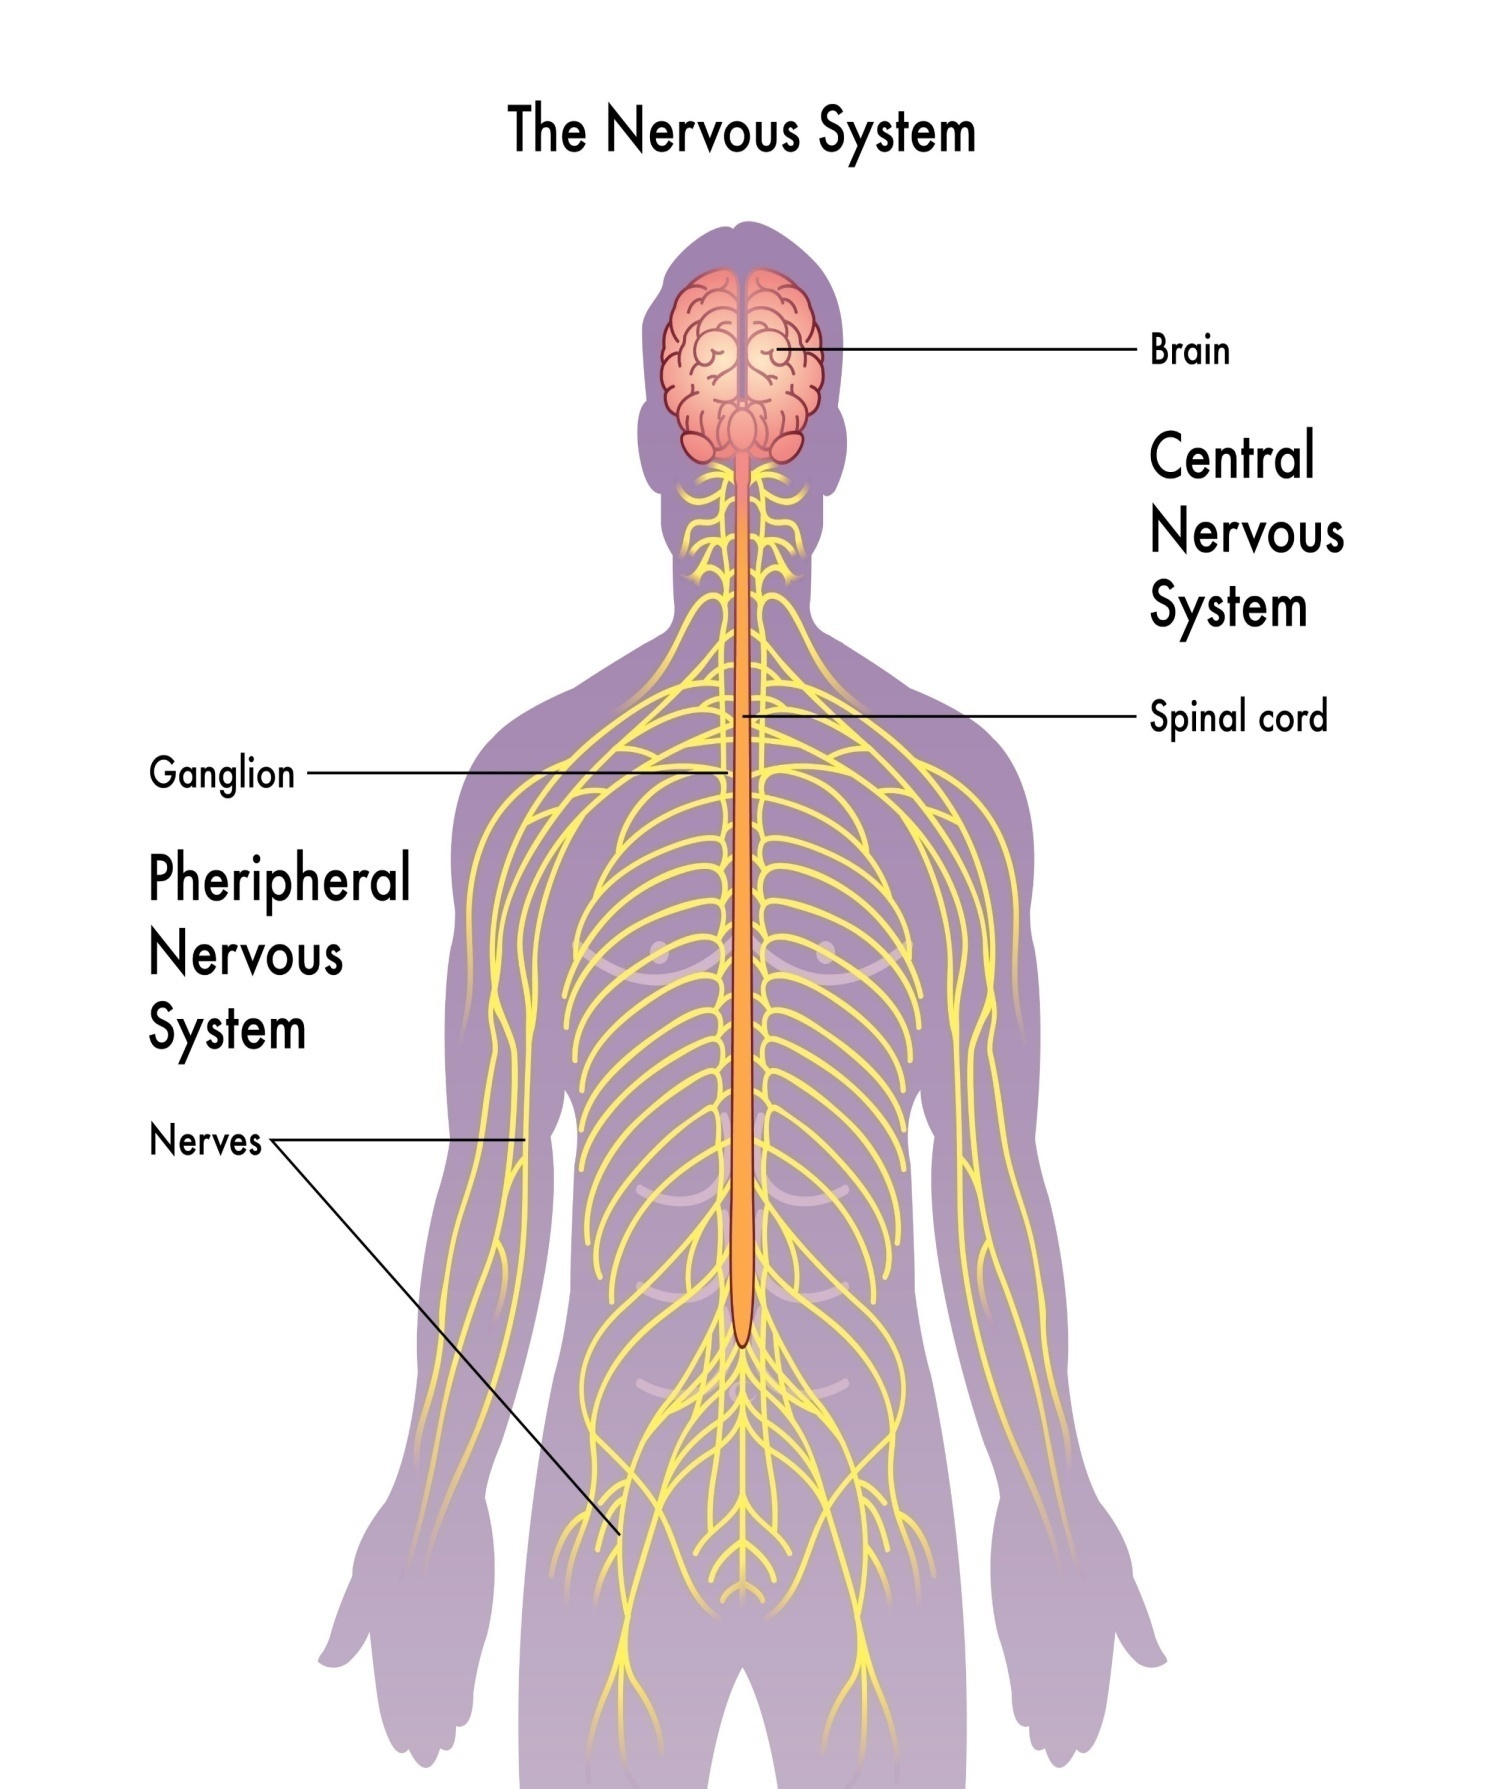 The Nervous System
Brain
Central
Nervous
System
Spinal cord
Ganglion
Pheripheral
Nervous
System
Nerves